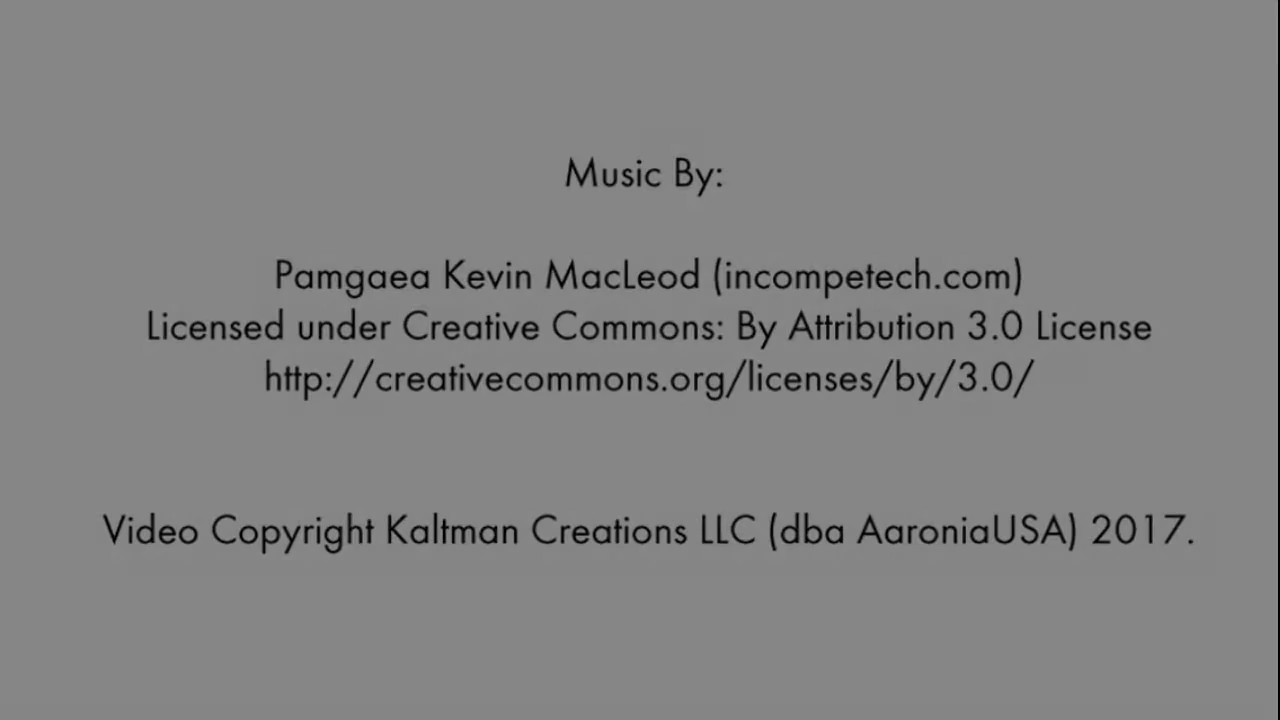 Music By:
Pamgaea Kevin MacLeod (incompetech.com)
Licensed under Creative Commons: By Attribution 3.0 License
http://creativecommons.org/licenses/by/3.0/
Video Copyright Kaltman Creations LLC (dba AaroniaUSA) 2017.